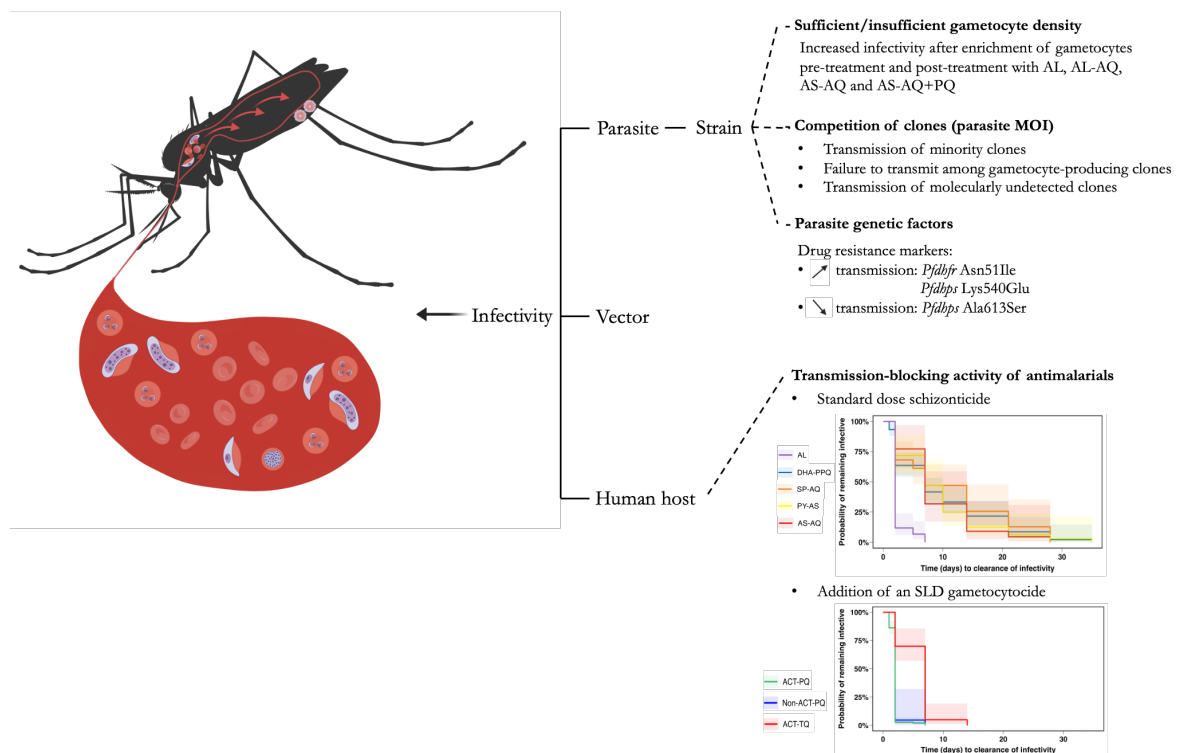 - Sufficient/insufficient gametocyte density
Increased infectivity after enrichment of gametocytes
pre-treatment and post-treatment with AL, AL-AQ,
AS-AQ and AS-AQ+PQ
Infectivity
Parasite
Strain
- Competition of clones (parasite MOI)
• Transmission of minority clones
• Failure to transmit among gametocyte-producing clones
• Transmission of molecularly undetected clones
- Parasite genetic factors
Drug resistance markers:
• transmission: Pfdhfr Asn51Ile
Pfdhps Lys540Glu
• transmission: Pfdhps Ala613Ser
Vector
Human host
Transmission-blocking activity of antimalarials
• Standard dose schizonticide
AL
DHA-PPQ
SP-AQ
PY-AS
AS-AQ
Probability of remaining infective
100%
75%
50%
25%
0%
0 10 20 30
Time (days) to clearance of infectivity
• Addition of an SLD gametocytocide
ACT-PQ
Non-ACT-PQ
ACT-TQ
Probability of remaining infective
100%
75%
50%
25%
0%
0 10 20 30
Time (days) to clearance of infectivity